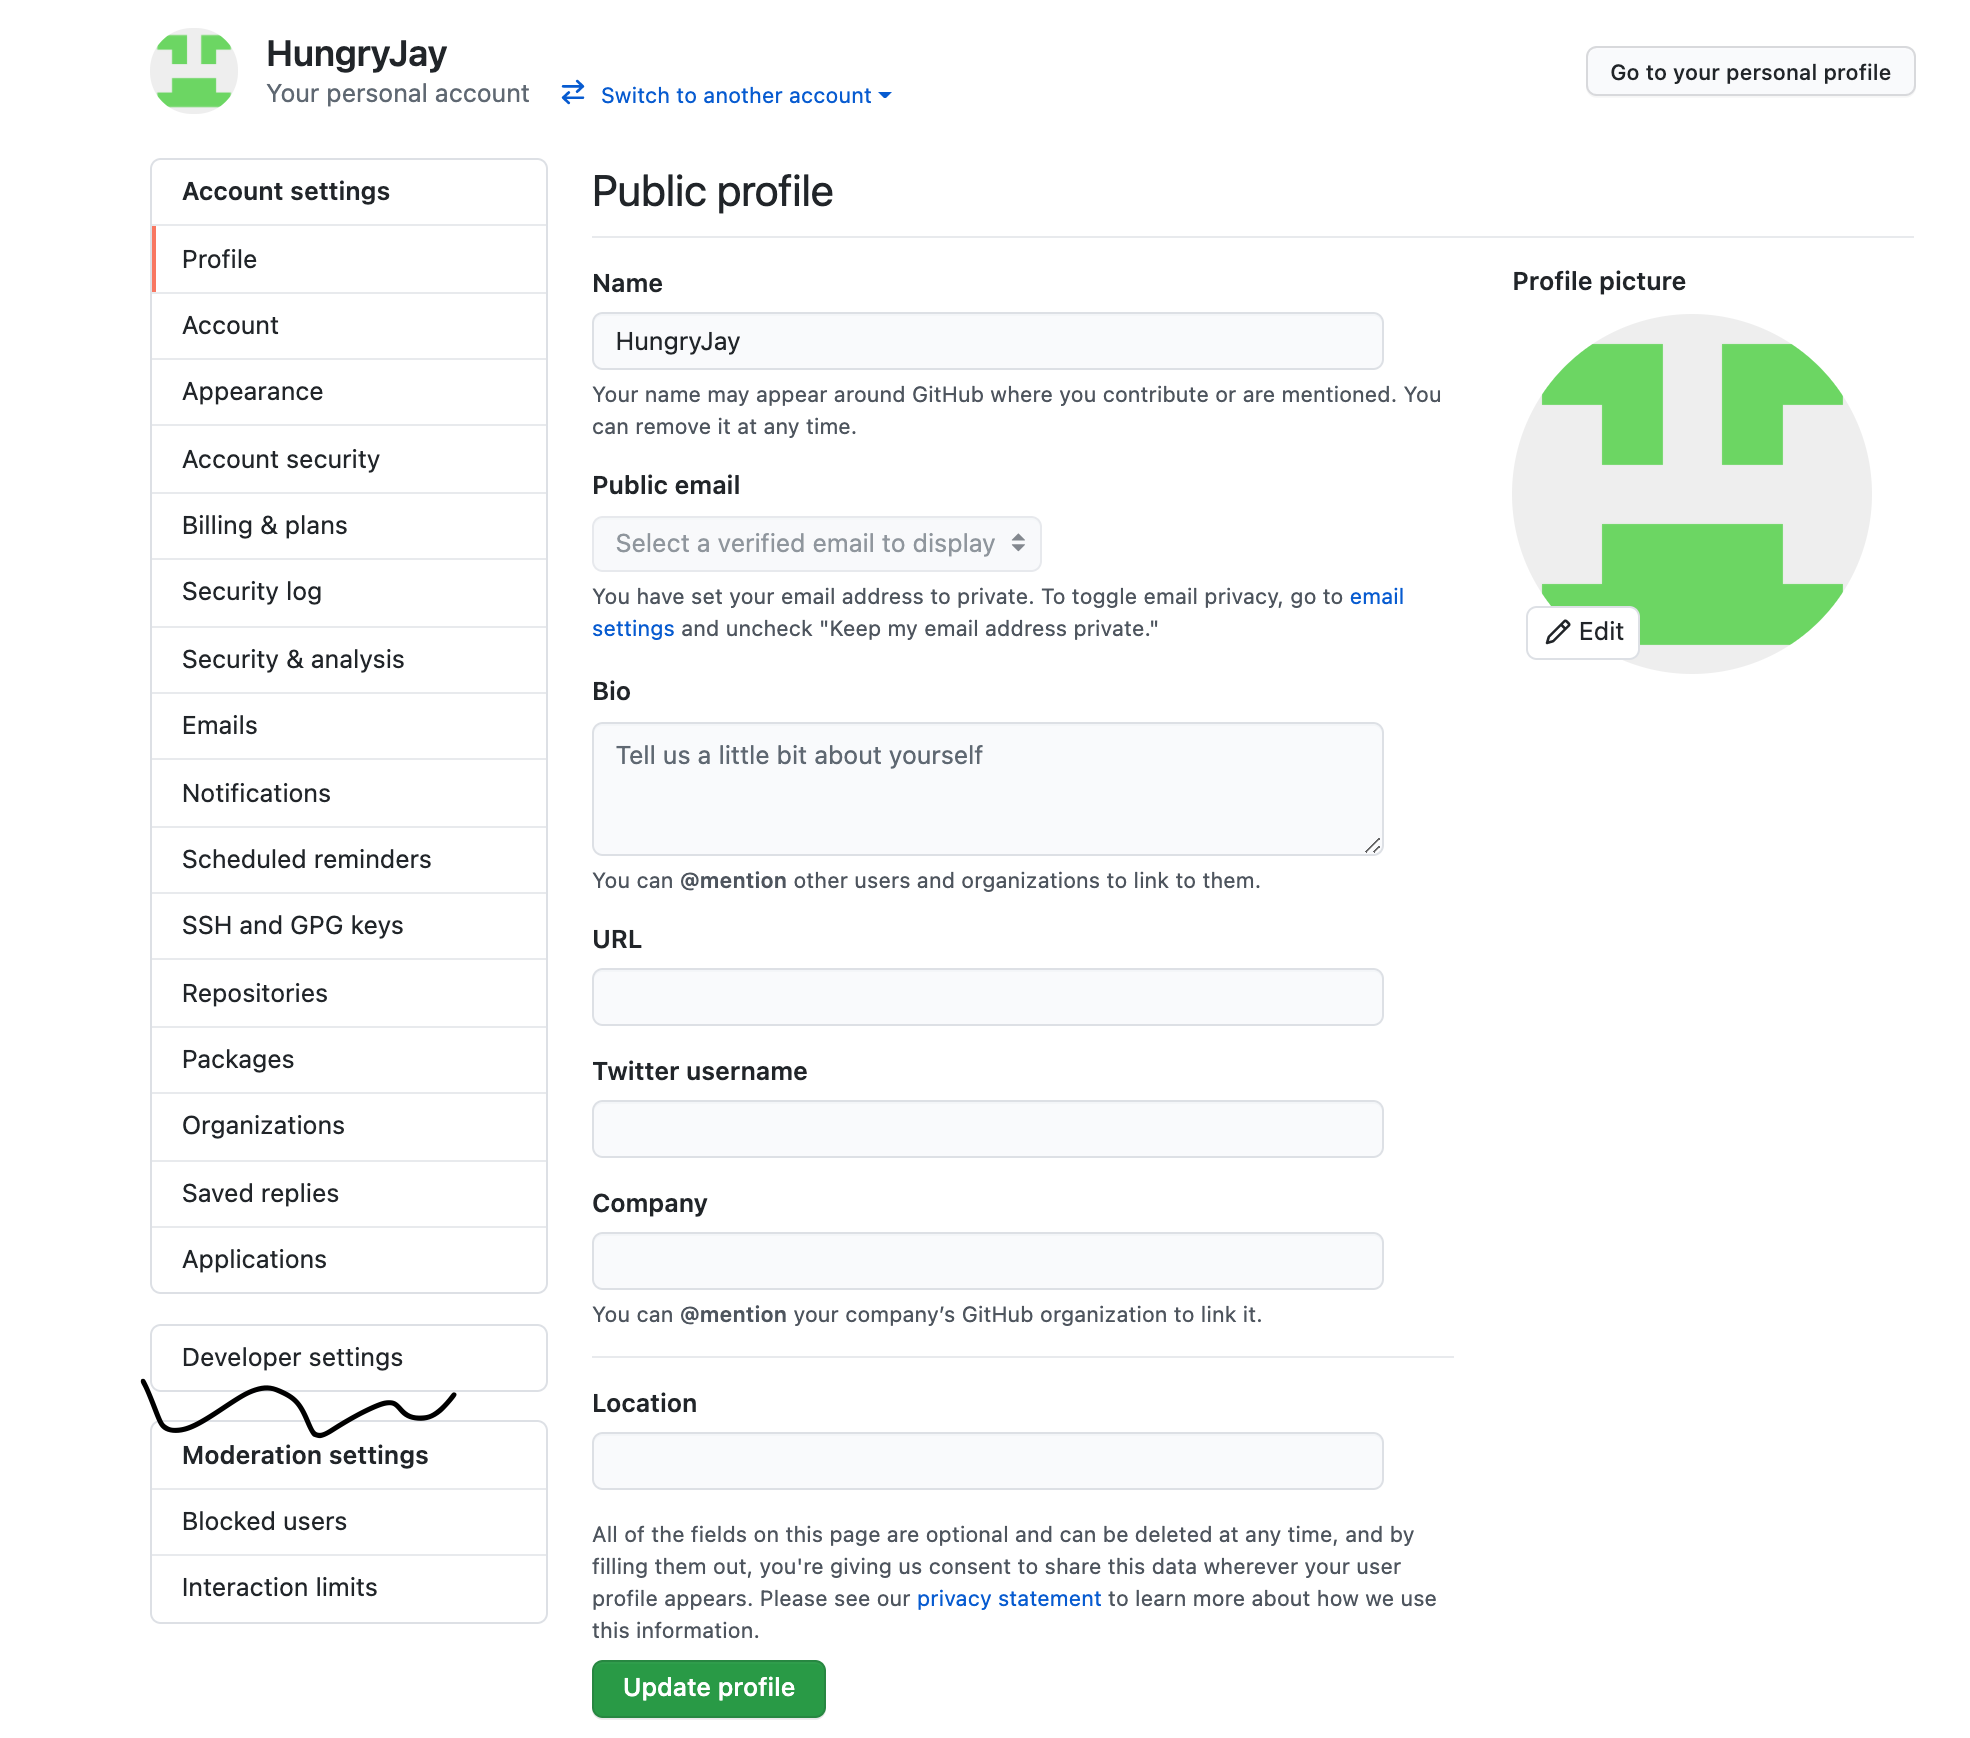 HungryJay
Your personal account
Switch to another account
Go to your personal profile
Account settings
Profile
Account
Appearance
Account security
Billing & plans
Security log
Security & analysis
Emails
Notifications
Scheduled reminders
SSH and GPG keys
Repositories
Packages
Organizations
Saved replies
Applications
Developer settings
Moderation settings
Blocked users
Interaction limits
Public profile
Name
HungryJay
Your name may appear around GitHub where you contribute or are mentioned. You
can remove it at any time.
Public email
Select a verified email to display
You have set your email address to private. To toggle email privacy, go to email
settings and uncheck "Keep my email address private."
Bio
Tell us a little bit about yourself
You can @mention other users and organizations to link to them.
URL
Twitter username
Company
You can @mention your company’s GitHub organization to link it.
Location
All of the fields on this page are optional and can be deleted at any time, and by
filling them out, you're giving us consent to share this data wherever your user
profile appears. Please see our privacy statement to learn more about how we use
this information.
Update profile
Profile picture
Edit